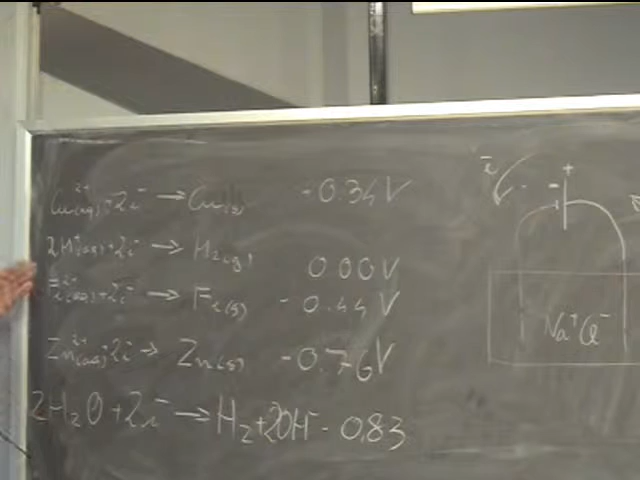 Cu²⁺(aq) + 2e⁻ → Cu(s) -0.34V
2H⁺(aq) + 2e⁻ → H₂(g) 0.00V
Fe²⁺(aq) + 2e⁻ → Fe(s) -0.44V
Zn²⁺(aq) + 2e⁻ → Zn(s) -0.76V
2H₂O + 2e⁻ → H₂ + 2OH⁻ - 0.83
e⁻ - +
Na⁺Cl⁻